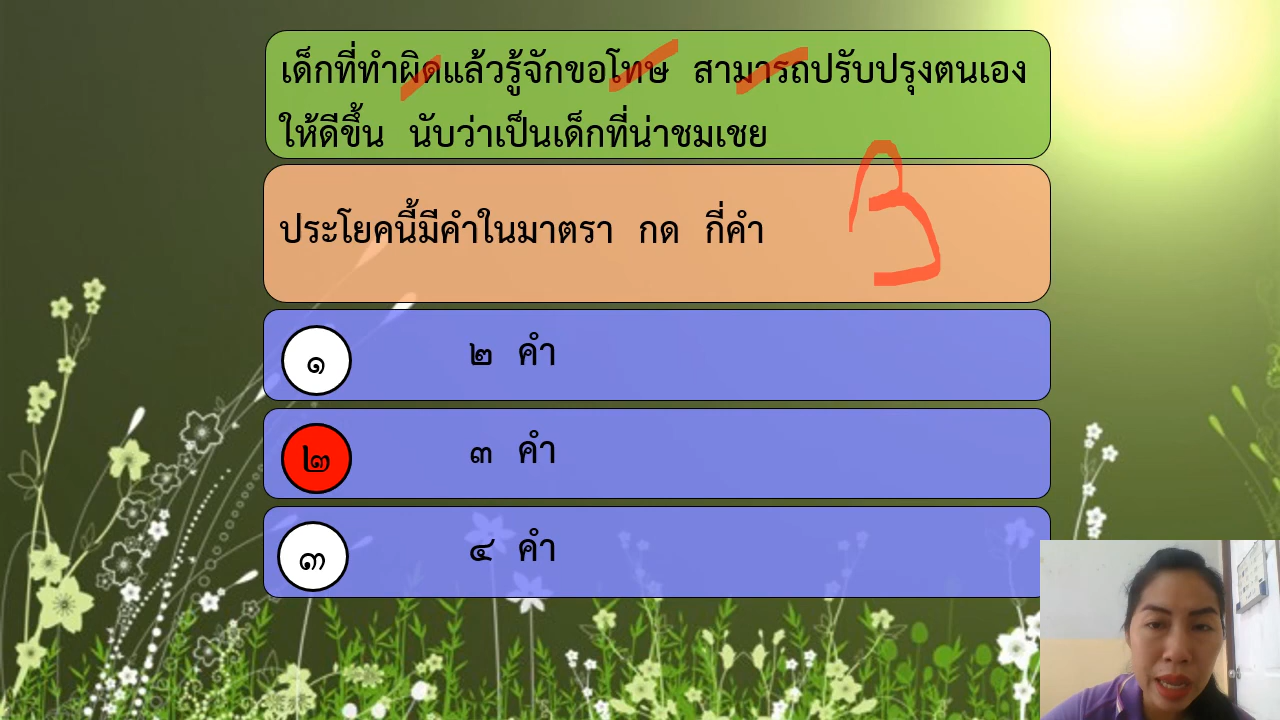 เด็กที่ทำผิดแล้วรู้จักขอโทษ สามารถปรับปรุงตนเอง
ให้ดีขึ้น นับว่าเป็นเด็กที่น่าชมเชย
ประโยคนี้มีคำในมาตรา กด กี่คำ
3
๑ ๒ คำ
๒ ๓ คำ
๓ ๔ คำ